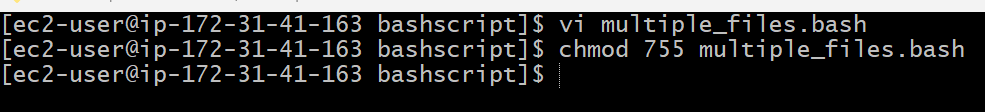 [ec2-user@ip-172-31-41-163 bashscript]$ vi multiple_files.bash
[ec2-user@ip-172-31-41-163 bashscript]$ chmod 755 multiple_files.bash
[ec2-user@ip-172-31-41-163 bashscript]$